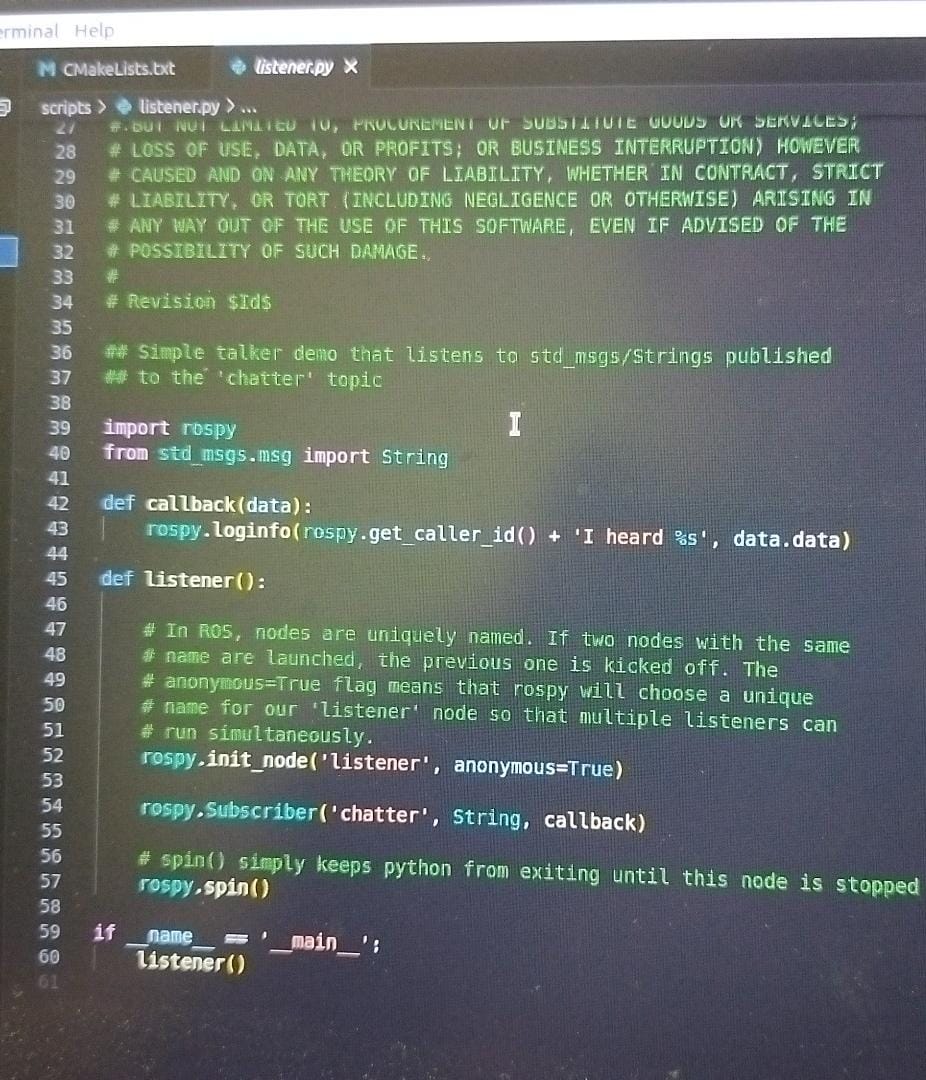 erminal Help
CMakeLists.txt listener.py ×
scripts > listener.py > ...
27 # BUT NOT LIMITED TO, PROCUREMENT OF SUBSTITUTE GOODS OR SERVICES;
28 # LOSS OF USE, DATA, OR PROFITS; OR BUSINESS INTERRUPTION) HOWEVER
29 # CAUSED AND ON ANY THEORY OF LIABILITY, WHETHER IN CONTRACT, STRICT
30 # LIABILITY, OR TORT (INCLUDING NEGLIGENCE OR OTHERWISE) ARISING IN
31 # ANY WAY OUT OF THE USE OF THIS SOFTWARE, EVEN IF ADVISED OF THE
32 # POSSIBILITY OF SUCH DAMAGE.
33 #
34 # Revision $Id$
35
36 ## Simple talker demo that listens to std_msgs/Strings published
37 ## to the 'chatter' topic
38
39 import rospy
40 from std_msgs.msg import String
41
42 def callback(data):
43 rospy.loginfo(rospy.get_caller_id() + 'I heard %s', data.data)
44
45 def listener():
46
47 # In ROS, nodes are uniquely named. If two nodes with the same
48 # name are launched, the previous one is kicked off. The
49 # anonymous=True flag means that rospy will choose a unique
50 # name for our 'listener' node so that multiple listeners can
51 # run simultaneously.
52 rospy.init_node('listener', anonymous=True)
53
54 rospy.Subscriber('chatter', String, callback)
55
56 # spin() simply keeps python from exiting until this node is stopped
57 rospy.spin()
58
59 if __name__ == '__main__':
60 listener()
61